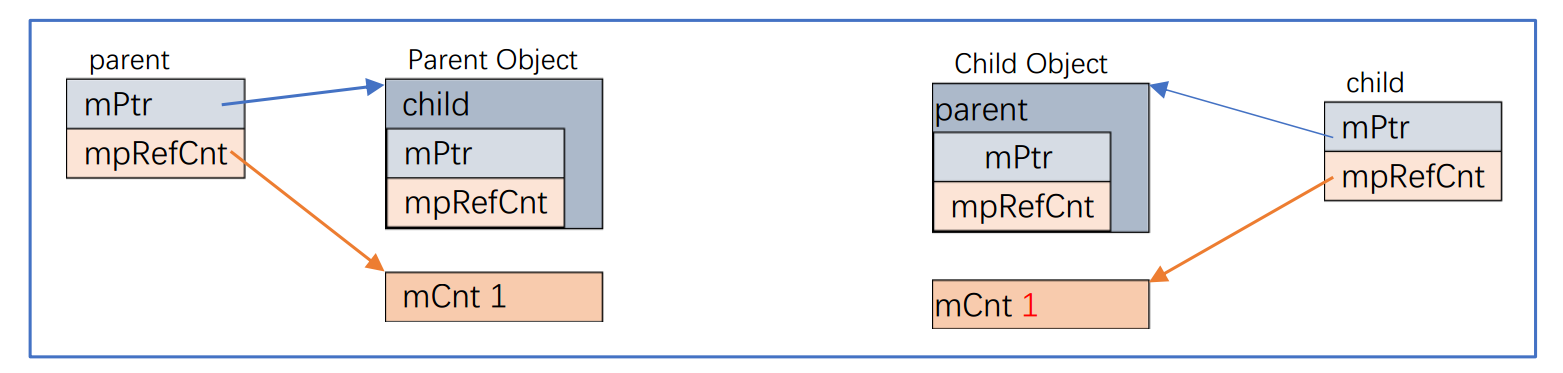 parent
mPtr
mpRefCnt
Parent Object
child
mPtr
mpRefCnt
mCnt 1
Child Object
parent
mPtr
mpRefCnt
mCnt 1
child
mPtr
mpRefCnt